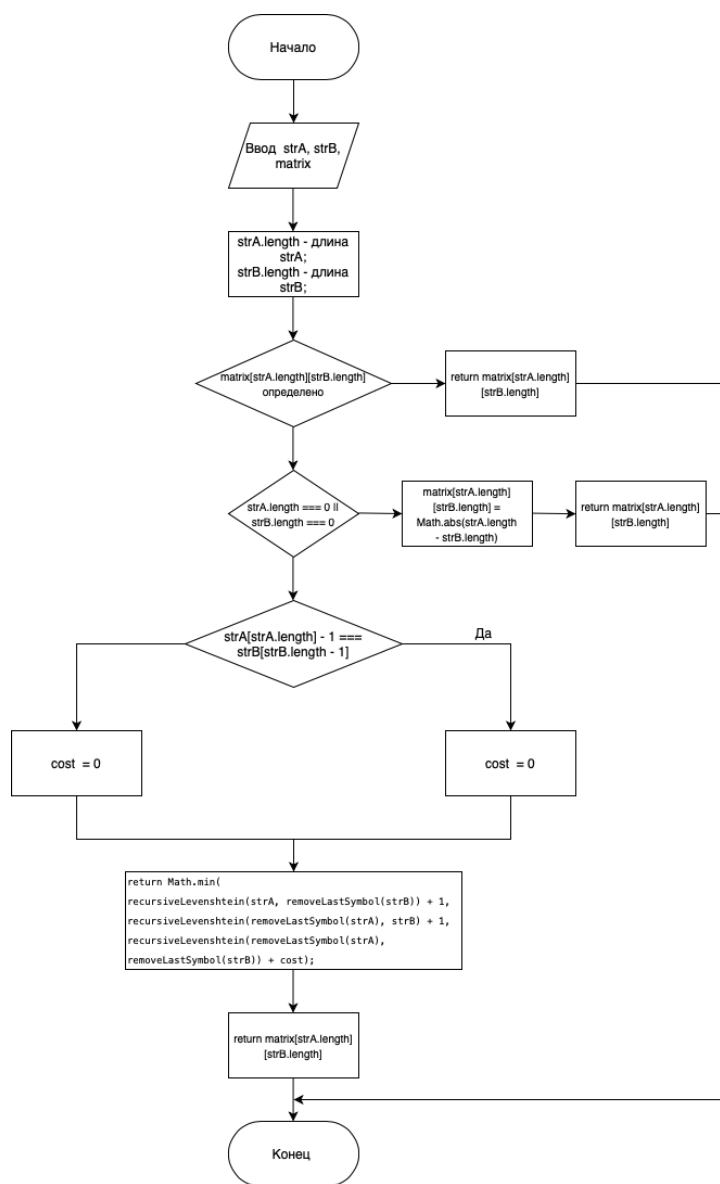 Начало
Ввод strA, strB,
matrix
strA.length - длина
strA;
strB.length - длина
strB;
matrix[strA.length][strB.length]
определено
return matrix[strA.length]
[strB.length]
strA.length === 0 ||
strB.length === 0
matrix[strA.length]
[strB.length] =
Math.abs(strA.length
- strB.length)
return matrix[strA.length]
[strB.length]
strA[strA.length] - 1 ===
strB[strB.length - 1]
Да
cost = 0
cost = 0
return Math.min(
recursiveLevenshtein(strA, removeLastSymbol(strB)) + 1,
recursiveLevenshtein(removeLastSymbol(strA), strB) + 1,
recursiveLevenshtein(removeLastSymbol(strA),
removeLastSymbol(strB)) + cost);
return matrix[strA.length]
[strB.length]
Конец